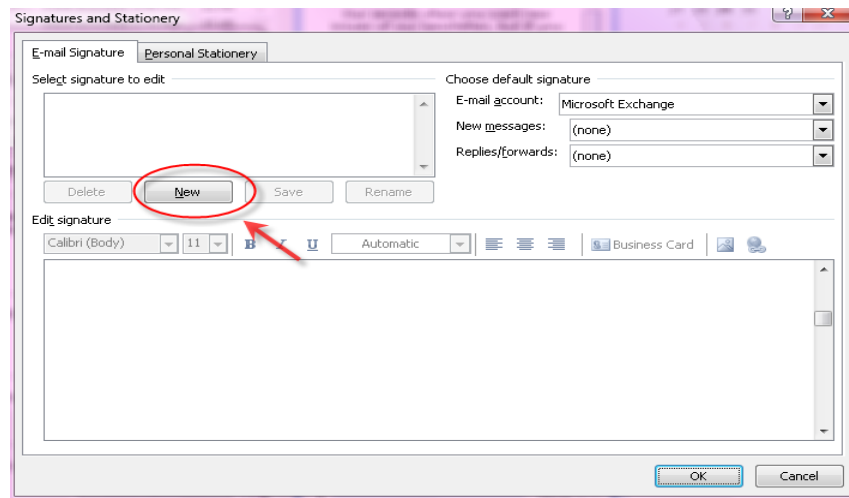 Signatures and Stationery
E-mail Signature Personal Stationery
Select signature to edit
Choose default signature
E-mail account: Microsoft Exchange
New messages: (none)
Replies/forwards: (none)
Delete New Save Rename
Edit signature
Calibri (Body) 11 B I U Automatic Business Card
OK Cancel